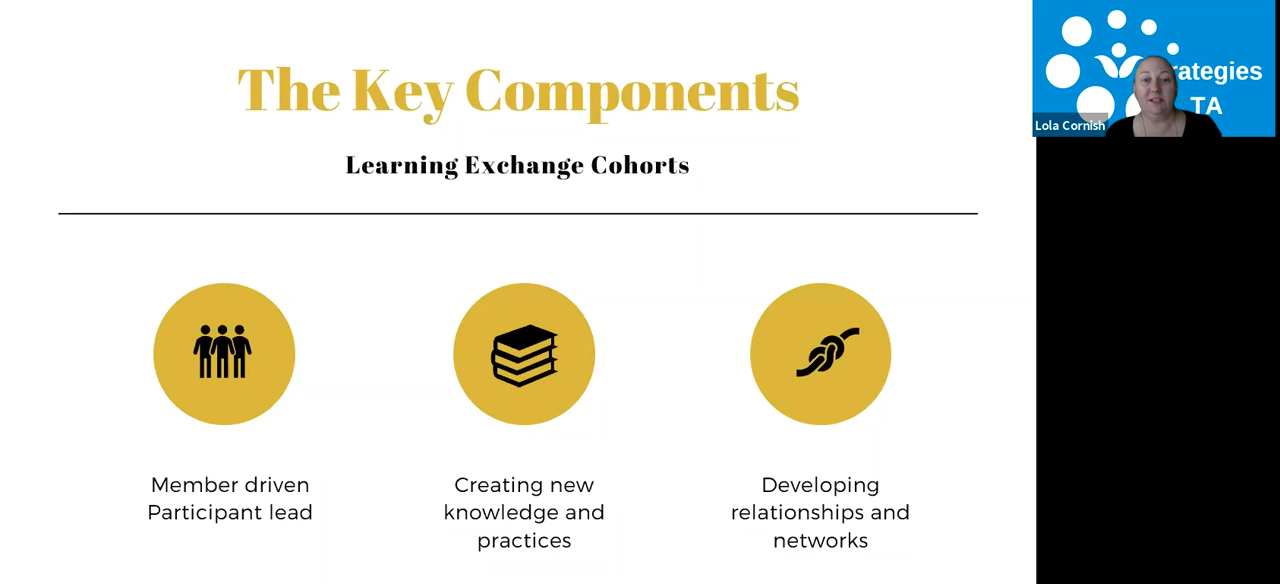 The Key Components
Learning Exchange Cohorts
Member driven
Participant lead
Creating new
knowledge and
practices
Developing
relationships and
networks
rategies
TA
Lola Cornish